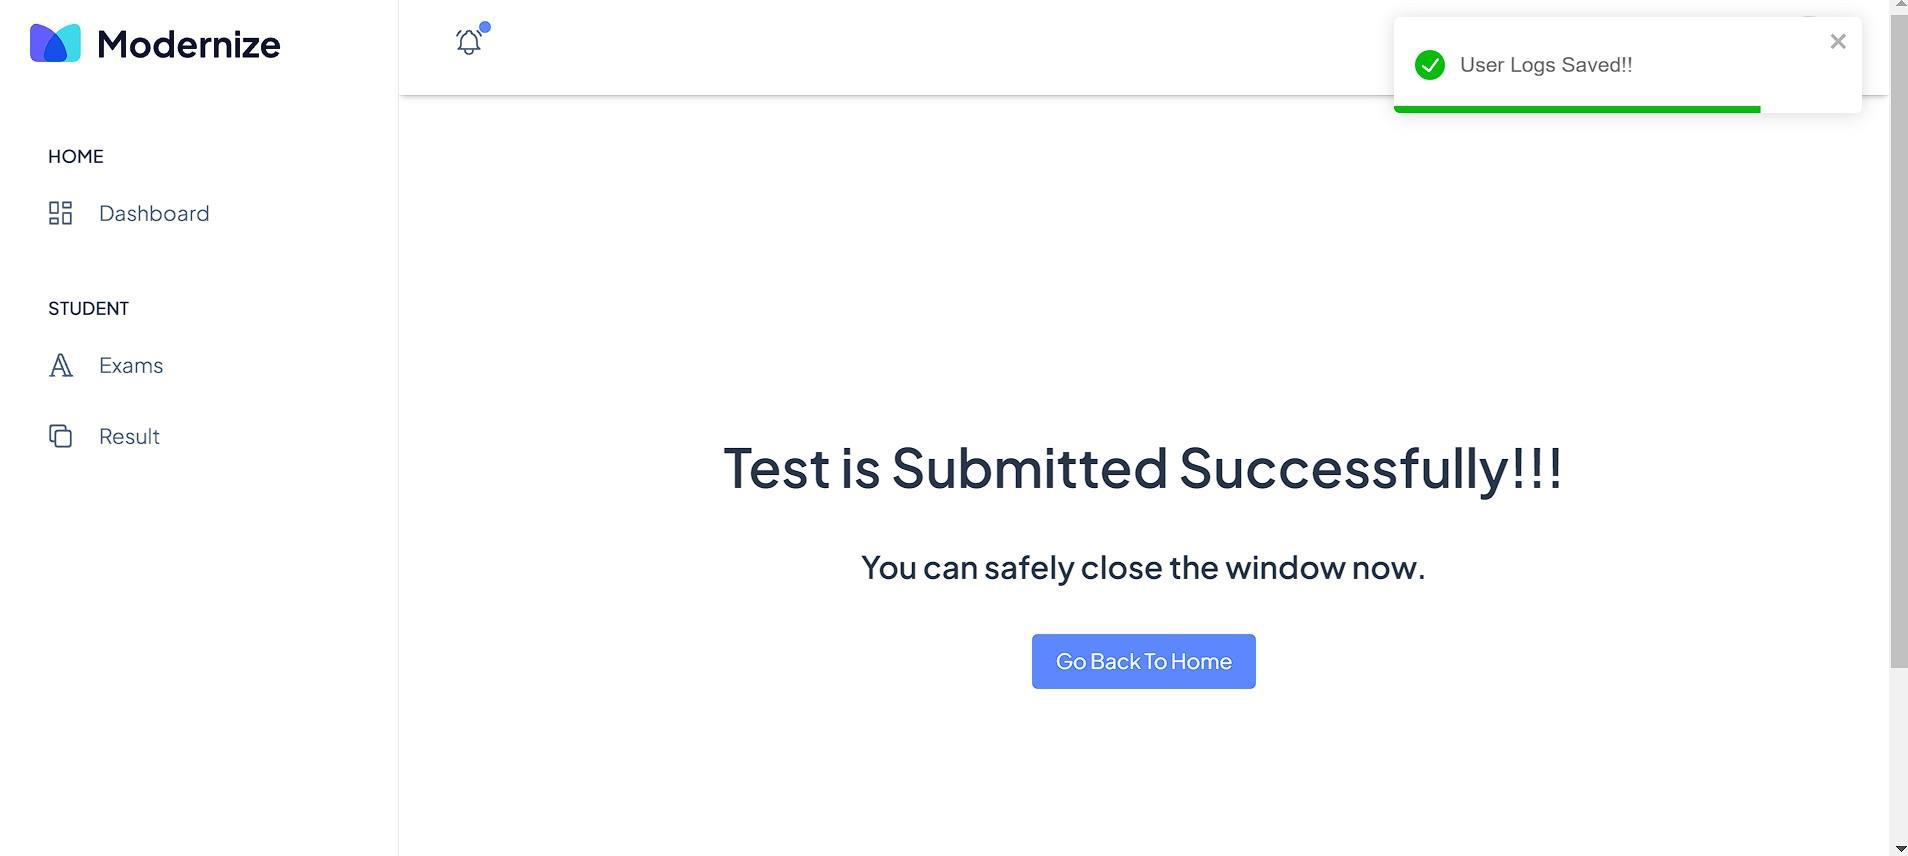 Modernize
User Logs Saved!!
HOME
Dashboard
STUDENT
Exams
Result
Test is Submitted Successfully!!!
You can safely close the window now.
Go Back To Home